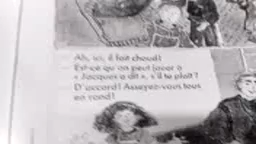 — Ah, ici, il fait chaud!
— Est-ce qu'on peut jouer à
« Jacques a dit », s'il te plaît?
— D'accord! Asseyez-vous tous
en rond!